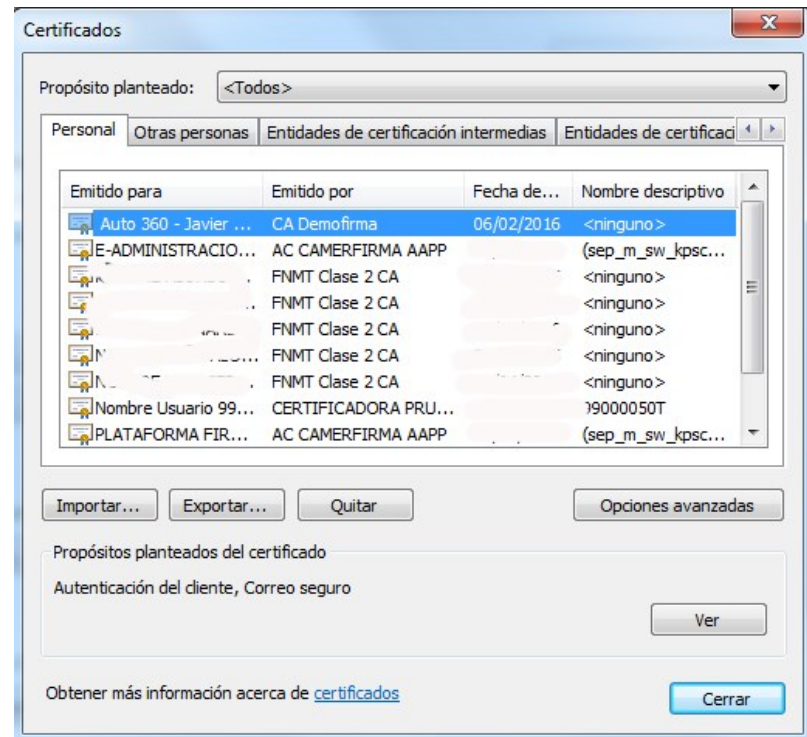 Certificados
Propósito planteado: <Todos>
Personal Otras personas Entidades de certificación intermedias Entidades de certificaci
Emitido para Emitido por Fecha de... Nombre descriptivo
Auto 360 - Javier ... CA Demofirma 06/02/2016 <ninguno>
E-ADMINISTRACIO... AC CAMERFIRMA AAPP (sep_m_sw_kpsc...
FNMT Clase 2 CA <ninguno>
FNMT Clase 2 CA <ninguno>
FNMT Clase 2 CA <ninguno>
FNMT Clase 2 CA <ninguno>
FNMT Clase 2 CA <ninguno>
Nombre Usuario 99... CERTIFICADORA PRU... 99000050T
PLATAFORMA FIR... AC CAMERFIRMA AAPP (sep_m_sw_kpsc...
Importar... Exportar... Quitar Opciones avanzadas
Propósitos planteados del certificado
Autenticación del cliente, Correo seguro
Ver
Obtener más información acerca de certificados
Cerrar